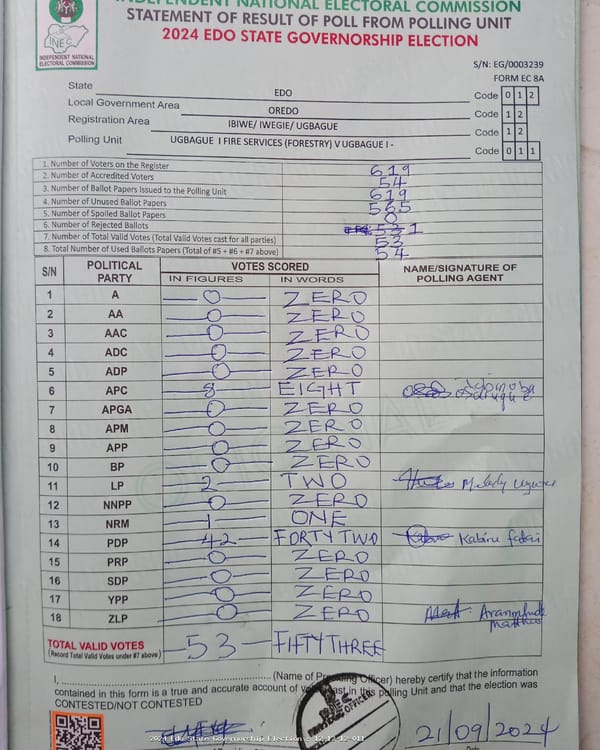 INDEPENDENT NATIONAL ELECTORAL COMMISSION
STATEMENT OF RESULT OF POLL FROM POLLING UNIT
2024 EDO STATE GOVERNORSHIP ELECTION
INEC
INDEPENDENT NATIONAL ELECTORAL COMMISSION
S/N: EG/0003239
FORM EC 8A
State EDO Code 0 1 2
Local Government Area OREDO Code 1 2
Registration Area IBIWE/ IWEGIE/ UGBAGUE Code 1 2
Polling Unit UGBAGUE I FIRE SERVICES (FORESTRY) V UGBAGUE I - Code 0 1 1
1. Number of Voters on the Register 619
2. Number of Accredited Voters 54
3. Number of Ballot Papers Issued to the Polling Unit 619
4. Number of Unused Ballot Papers 565
5. Number of Spoiled Ballot Papers 0
6. Number of Rejected Ballots 1
7. Number of Total Valid Votes (Total Valid Votes cast for all parties) 53
8. Total Number of Used Ballots Papers (Total of #5 + #6 + #7 above) 54
S/N POLITICAL PARTY VOTES SCORED NAME/SIGNATURE OF POLLING AGENT
IN FIGURES IN WORDS
1 A 0 ZERO
2 AA 0 ZERO
3 AAC 0 ZERO
4 ADC 0 ZERO
5 ADP 0 ZERO
6 APC 8 EIGHT
7 APGA 0 ZERO
8 APM 0 ZERO
9 APP 0 ZERO
10 BP 0 ZERO
11 LP 2 TWO
12 NNPP 0 ZERO
13 NRM 1 ONE
14 PDP 42 FORTY TWO Kabiru
15 PRP 0 ZERO
16 SDP 0 ZERO
17 YPP 0 ZERO
18 ZLP 0 ZERO
TOTAL VALID VOTES 53 FIFTY THREE
(Record Total Valid Votes under #7 above)
I, (Name of Presiding Officer) hereby certify that the information
contained in this form is a true and accurate account of votes cast in this polling Unit and that the election was
CONTESTED/NOT CONTESTED
21/09/2024
2024 Edo State Governorship Election - 12-12-12-011